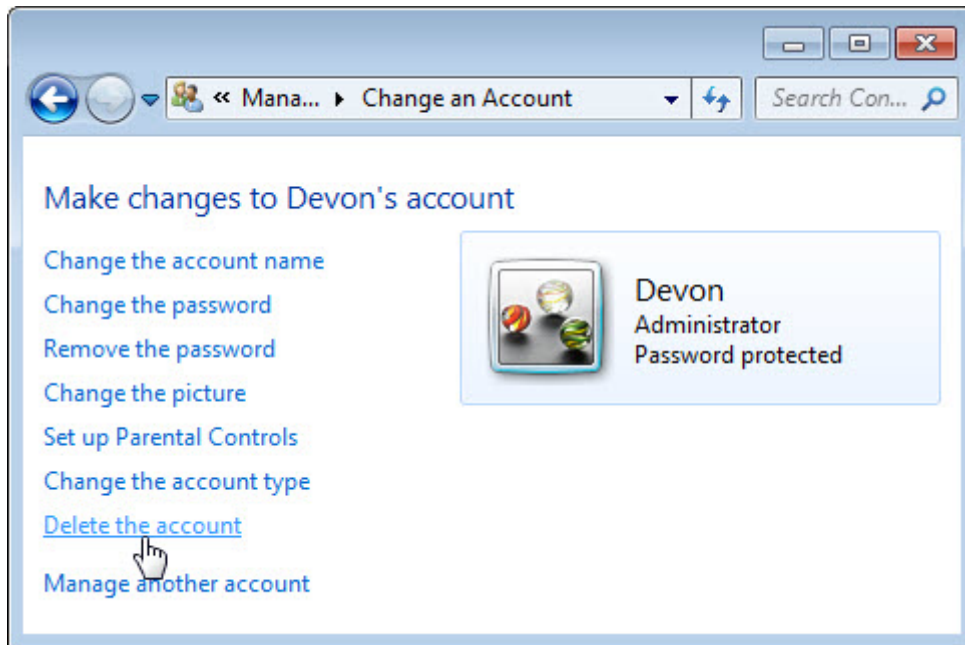 « Mana... ▸ Change an Account
Search Con...
Make changes to Devon's account
Change the account name
Change the password
Remove the password
Change the picture
Set up Parental Controls
Change the account type
Delete the account
Manage another account
Devon
Administrator
Password protected